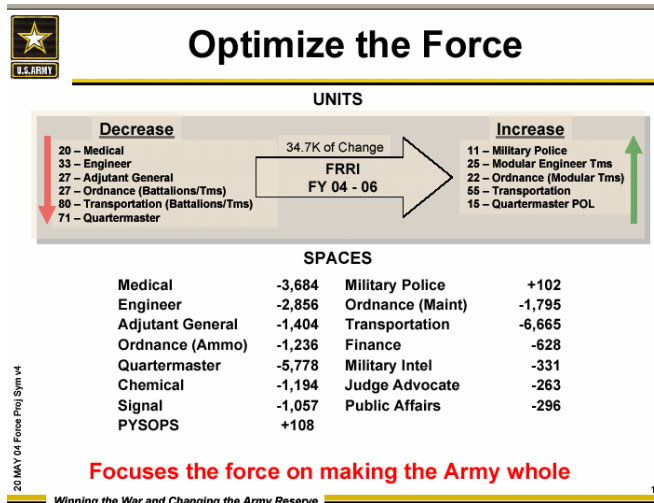 Optimize the Force
U.S.ARMY
UNITS
Decrease
20 – Medical
33 – Engineer
27 – Adjutant General
27 – Ordnance (Battalions/Tms)
80 – Transportation (Battalions/Tms)
71 – Quartermaster
34.7K of Change
FRRI
FY 04 - 06
Increase
11 – Military Police
25 – Modular Engineer Tms
22 – Ordnance (Modular Tms)
55 – Transportation
15 – Quartermaster POL
SPACES
Medical -3,684 Military Police +102
Engineer -2,856 Ordnance (Maint) -1,795
Adjutant General -1,404 Transportation -6,665
Ordnance (Ammo) -1,236 Finance -628
Quartermaster -5,778 Military Intel -331
Chemical -1,194 Judge Advocate -263
Signal -1,057 Public Affairs -296
PYSOPS +108
20 MAY 04 Force Proj Sym v4
Focuses the force on making the Army whole
Winning the War and Changing the Army Reserve
1